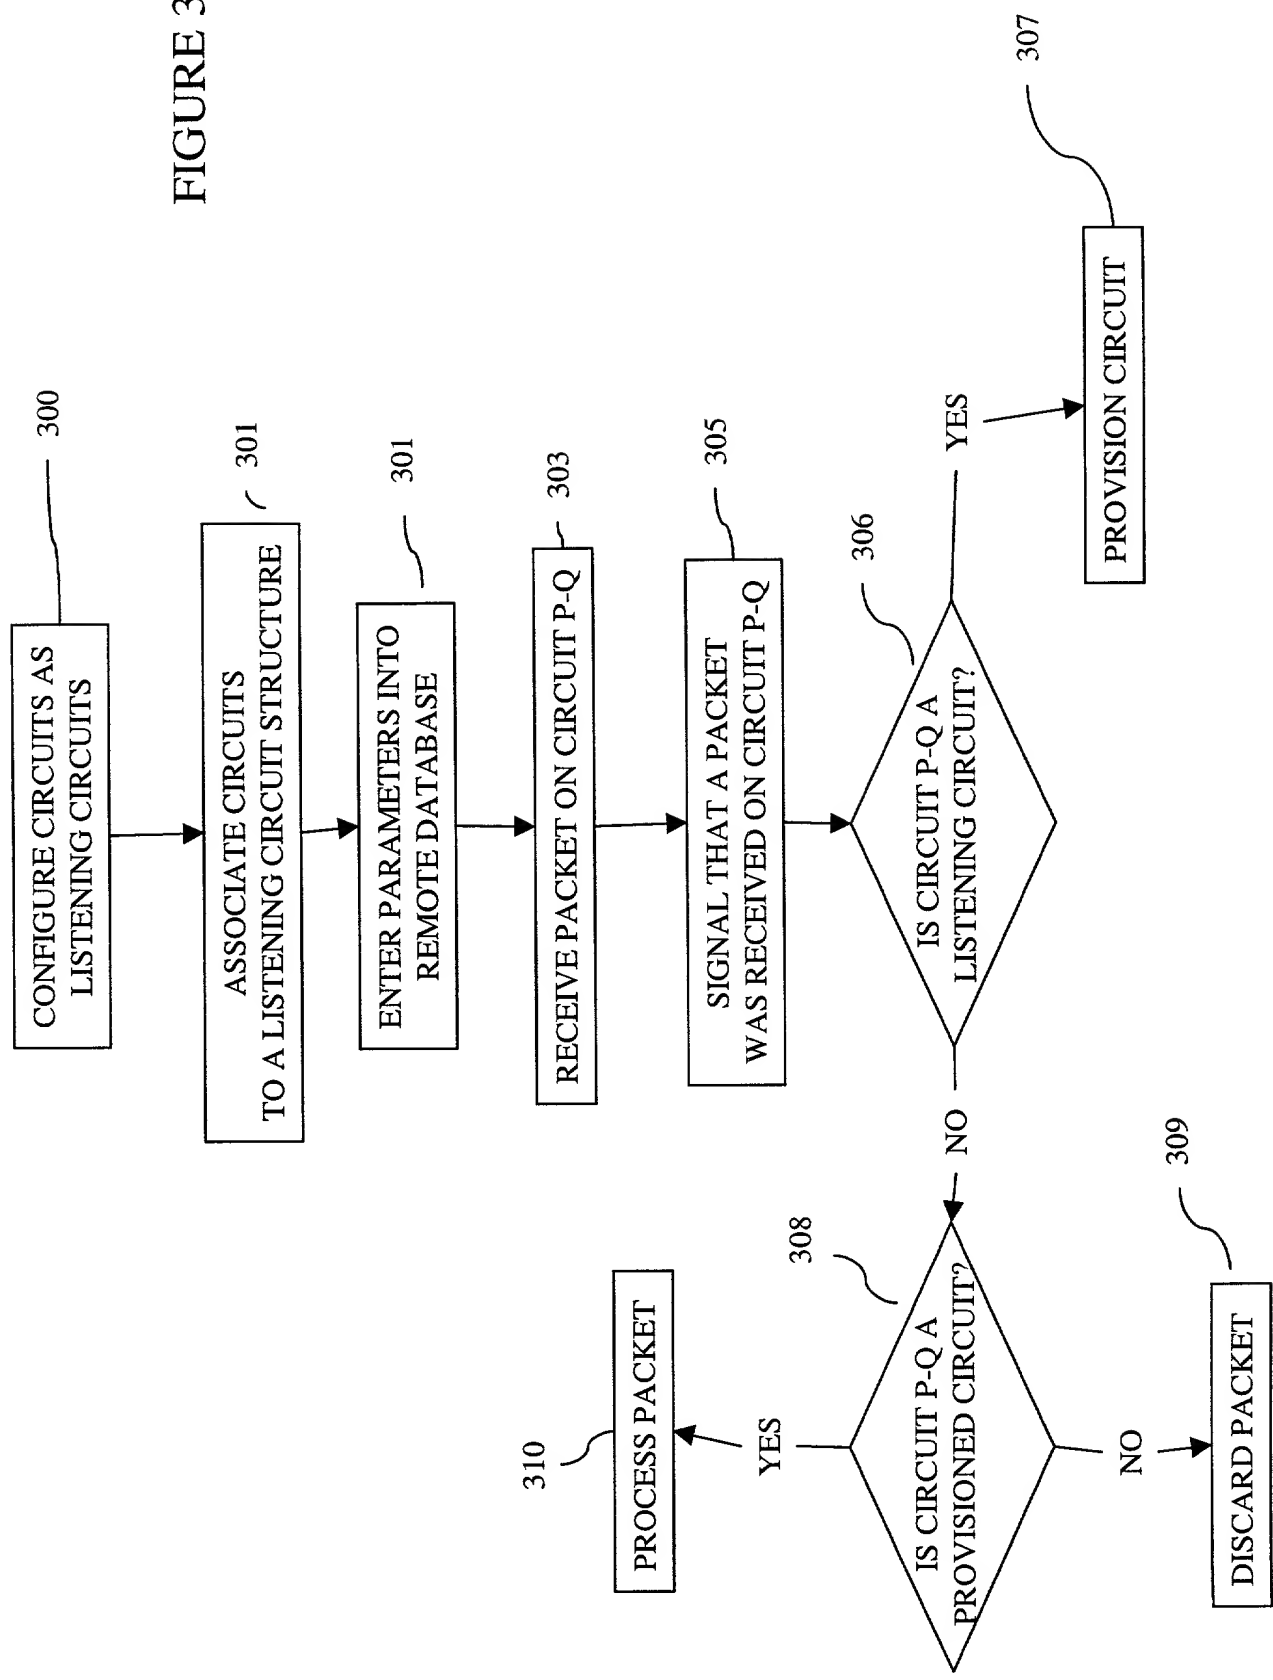 FIGURE 3
300
CONFIGURE CIRCUITS AS
LISTENING CIRCUITS
301
ASSOCIATE CIRCUITS
TO A LISTENING CIRCUIT STRUCTURE
301
ENTER PARAMETERS INTO
REMOTE DATABASE
303
RECEIVE PACKET ON CIRCUIT P-Q
305
SIGNAL THAT A PACKET
WAS RECEIVED ON CIRCUIT P-Q
306
IS CIRCUIT P-Q A
LISTENING CIRCUIT?
YES
307
PROVISION CIRCUIT
NO
308
IS CIRCUIT P-Q A
PROVISIONED CIRCUIT?
YES
310
PROCESS PACKET
NO
309
DISCARD PACKET